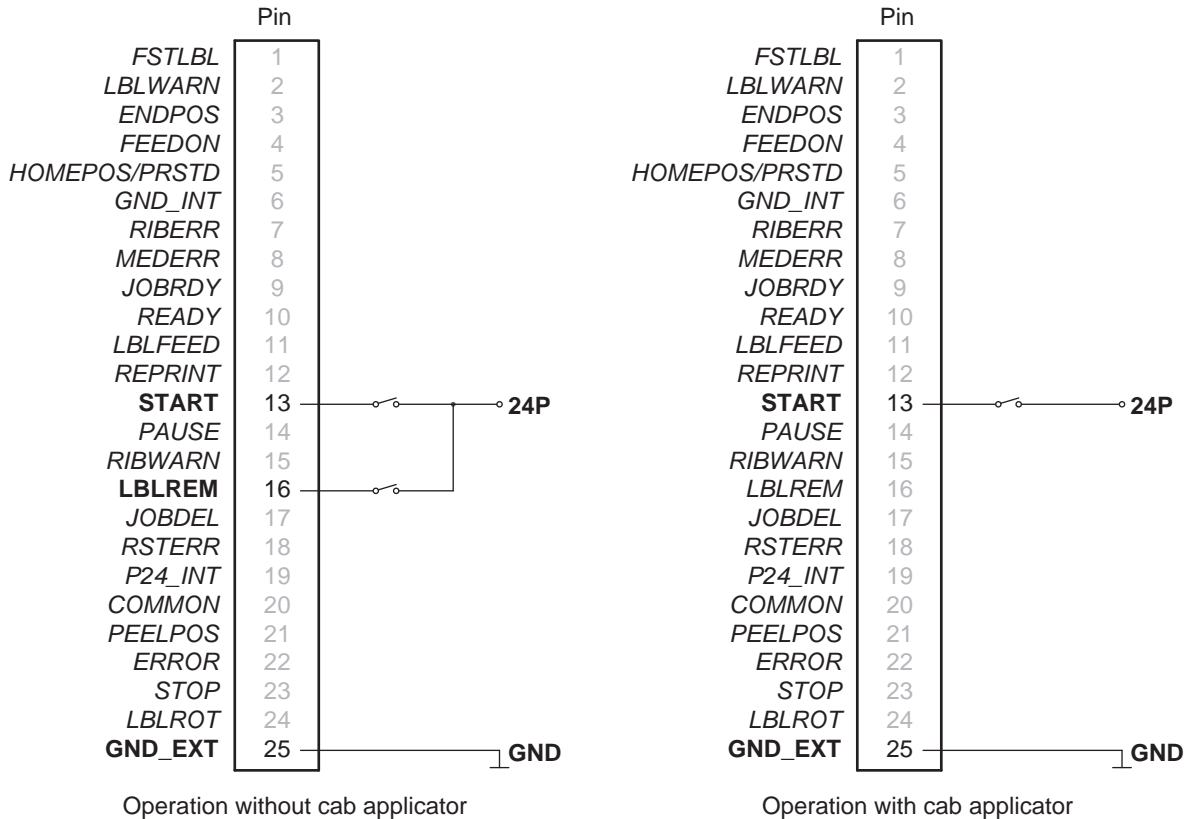 Pin
FSTLBL 1
LBLWARN 2
ENDPOS 3
FEEDON 4
HOMEPOS/PRSTD 5
GND_INT 6
RIBERR 7
MEDERR 8
JOBRDY 9
READY 10
LBLFEED 11
REPRINT 12
START 13 24P
PAUSE 14
RIBWARN 15
LBLREM 16
JOBDEL 17
RSTERR 18
P24_INT 19
COMMON 20
PEELPOS 21
ERROR 22
STOP 23
LBLROT 24
GND_EXT 25 GND
Operation without cab applicator
Pin
FSTLBL 1
LBLWARN 2
ENDPOS 3
FEEDON 4
HOMEPOS/PRSTD 5
GND_INT 6
RIBERR 7
MEDERR 8
JOBRDY 9
READY 10
LBLFEED 11
REPRINT 12
START 13 24P
PAUSE 14
RIBWARN 15
LBLREM 16
JOBDEL 17
RSTERR 18
P24_INT 19
COMMON 20
PEELPOS 21
ERROR 22
STOP 23
LBLROT 24
GND_EXT 25 GND
Operation with cab applicator